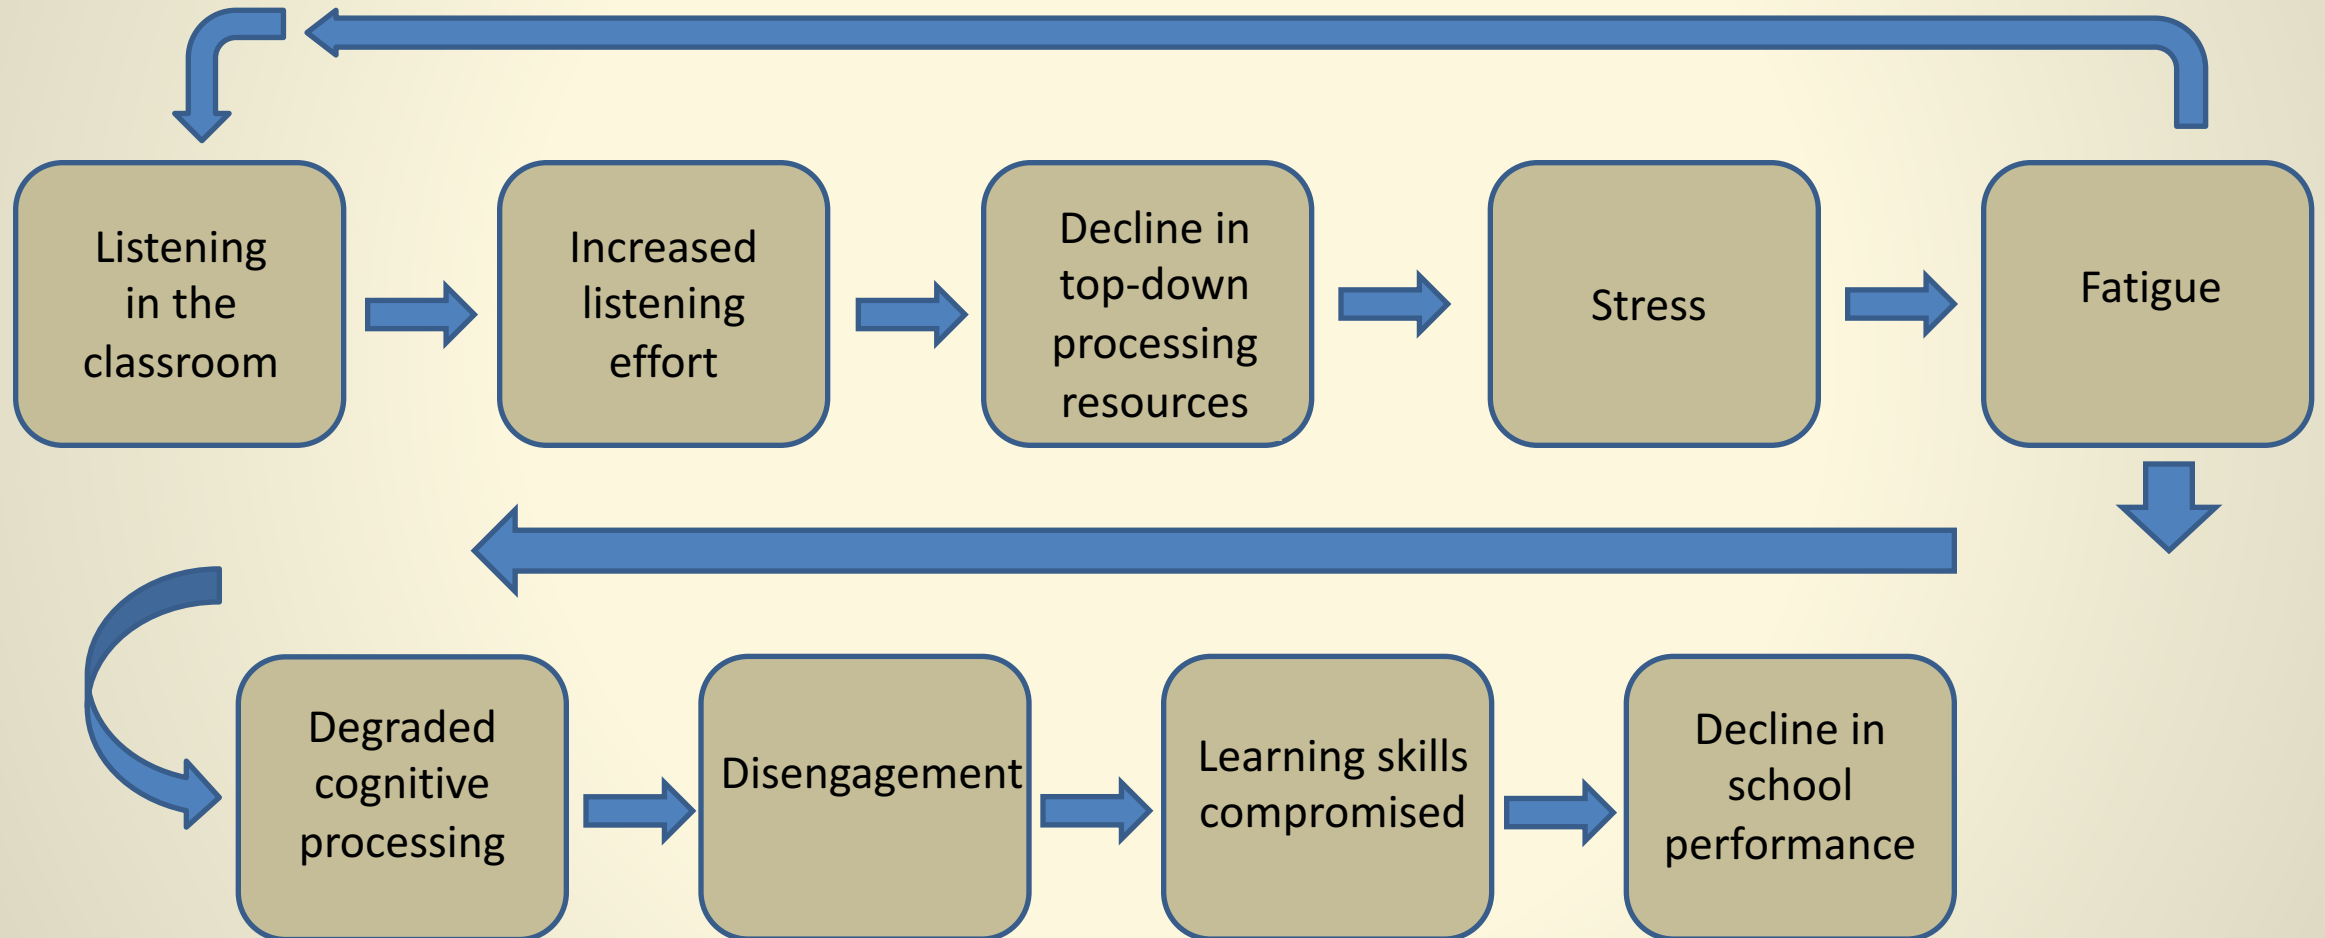 Listening
in the
classroom
Increased
listening
effort
Decline in
top-down
processing
resources
Stress
Fatigue
Degraded
cognitive
processing
Disengagement
Learning skills
compromised
Decline in
school
performance